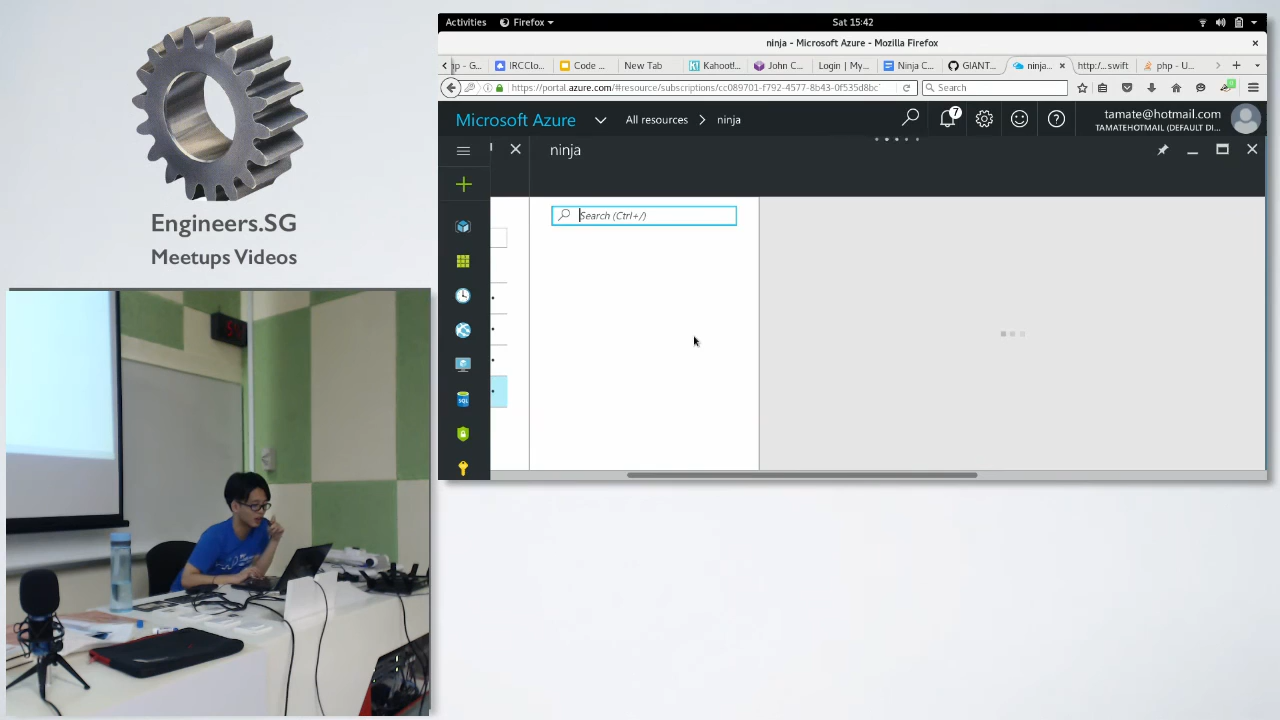 Engineers.SG
Meetups Videos
Activities Firefox Sat 15:42
ninja - Microsoft Azure - Mozilla Firefox
p - G... IRCClo... Code ... New Tab Kahoot!... John C... Login | My... Ninja C... GIANT... ninja... http:/...swift php - U...
https://portal.azure.com/#resource/subscriptions/cc089701-f792-4577-8b43-0f535d8bc Search
Microsoft Azure All resources ninja 7 tamate@hotmail.com
TAMATEHOTMAIL (DEFAULT DI...
ninja
Search (Ctrl+/)
SQL